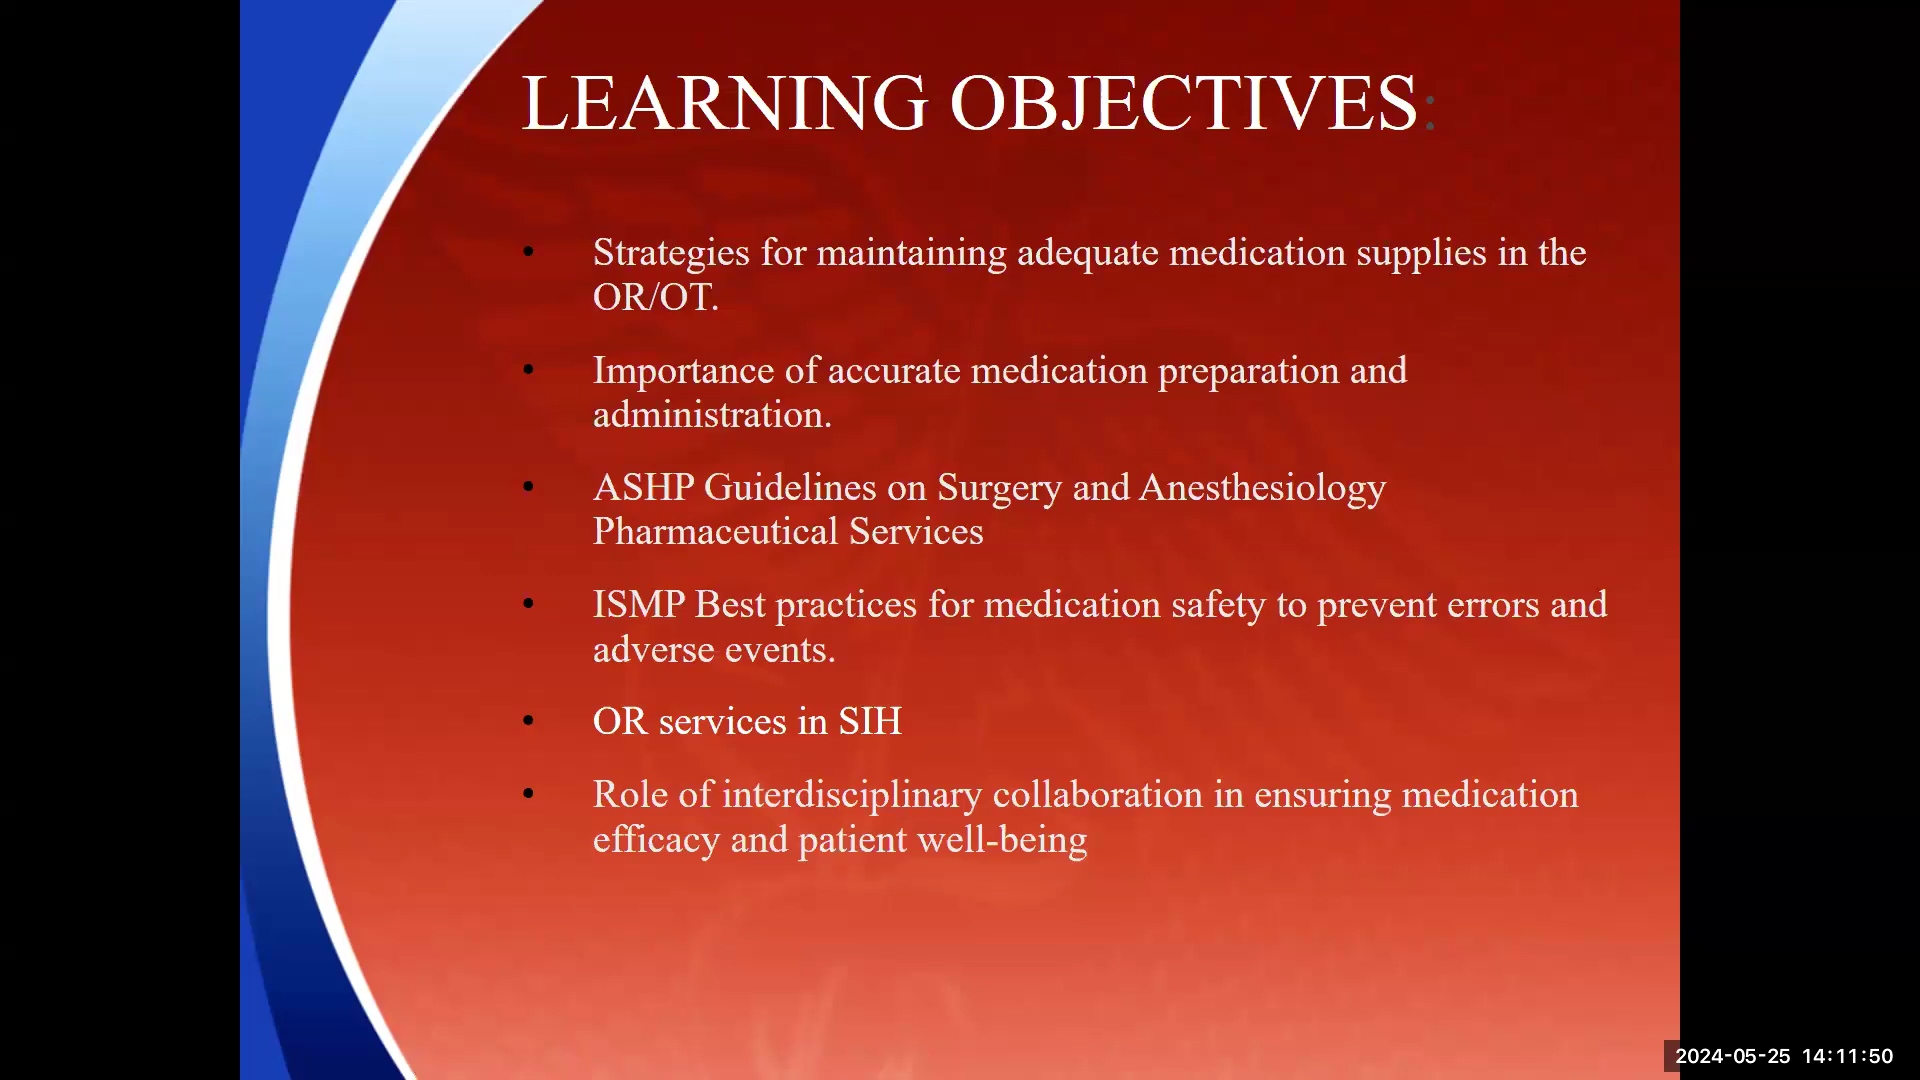 LEARNING OBJECTIVES:
• Strategies for maintaining adequate medication supplies in the
OR/OT.
• Importance of accurate medication preparation and
administration.
• ASHP Guidelines on Surgery and Anesthesiology
Pharmaceutical Services
• ISMP Best practices for medication safety to prevent errors and
adverse events.
• OR services in SIH
• Role of interdisciplinary collaboration in ensuring medication
efficacy and patient well-being
2024-05-25 14:11:50